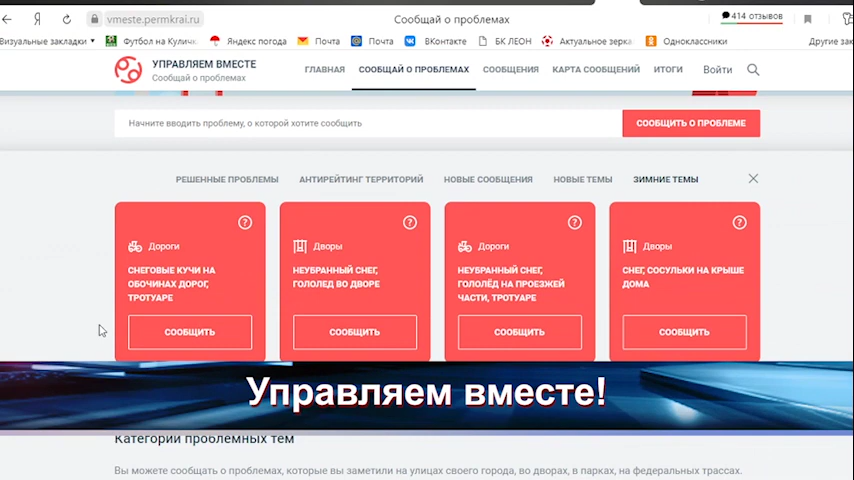 Я
vmeste.permkrai.ru
Сообщай о проблемах
414 отзывов
Визуальные закладки
Футбол на Куличк
Яндекс погода
Почта
Почта
ВКонтакте
БК ЛЕОН
Актуальное зерка
Одноклассники
Другие зак
УПРАВЛЯЕМ ВМЕСТЕ
Сообщай о проблемах
ГЛАВНАЯ
СООБЩАЙ О ПРОБЛЕМАХ
СООБЩЕНИЯ
КАРТА СООБЩЕНИЙ
ИТОГИ
Войти
Начните вводить проблему, о которой хотите сообщить
СООБЩИТЬ О ПРОБЛЕМЕ
РЕШЕННЫЕ ПРОБЛЕМЫ
АНТИРЕЙТИНГ ТЕРРИТОРИЙ
НОВЫЕ СООБЩЕНИЯ
НОВЫЕ ТЕМЫ
ЗИМНИЕ ТЕМЫ
Дороги
СНЕГОВЫЕ КУЧИ НА
ОБОЧИНАХ ДОРОГ,
ТРОТУАРЕ
СООБЩИТЬ
Дворы
НЕУБРАННЫЙ СНЕГ,
ГОЛОЛЕД ВО ДВОРЕ
СООБЩИТЬ
Дороги
НЕУБРАННЫЙ СНЕГ,
ГОЛОЛЁД НА ПРОЕЗЖЕЙ
ЧАСТИ, ТРОТУАРЕ
СООБЩИТЬ
Дворы
СНЕГ, СОСУЛЬКИ НА КРЫШЕ
ДОМА
СООБЩИТЬ
Управляем вместе!
Категории проблемных тем
Вы можете сообщать о проблемах, которые вы заметили на улицах своего города, во дворах, в парках, на федеральных трассах.